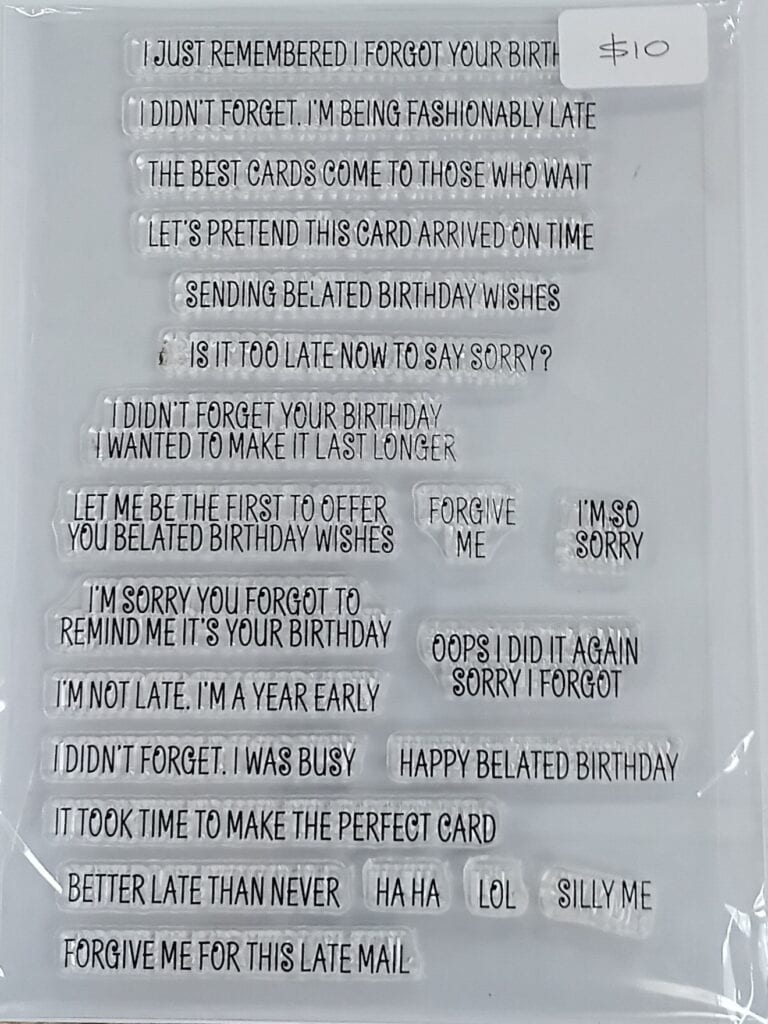 I JUST REMEMBERED I FORGOT YOUR
$10
I DIDN'T FORGET. I'M BEING FASHIONABLY LATE
THE BEST CARDS COME TO THOSE WHO WAIT
LET'S PRETEND THIS CARD ARRIVED ON TIME
SENDING BELATED BIRTHDAY WISHES
IS IT TOO LATE NOW TO SAY SORRY?
I DIDN'T FORGET YOUR BIRTHDAY
I WANTED TO MAKE IT LAST LONGER
LET ME BE THE FIRST TO OFFER
YOU BELATED BIRTHDAY WISHES
FORGIVE
ME
I'M SO
SORRY
I'M SORRY YOU FORGOT TO
REMIND ME IT'S YOUR BIRTHDAY
OOPS I DID IT AGAIN
SORRY I FORGOT
I'M NOT LATE. I'M A YEAR EARLY
I DIDN'T FORGET. I WAS BUSY
HAPPY BELATED BIRTHDAY
IT TOOK TIME TO MAKE THE PERFECT CARD
BETTER LATE THAN NEVER
HA HA
LOL
SILLY ME
FORGIVE ME FOR THIS LATE MAIL